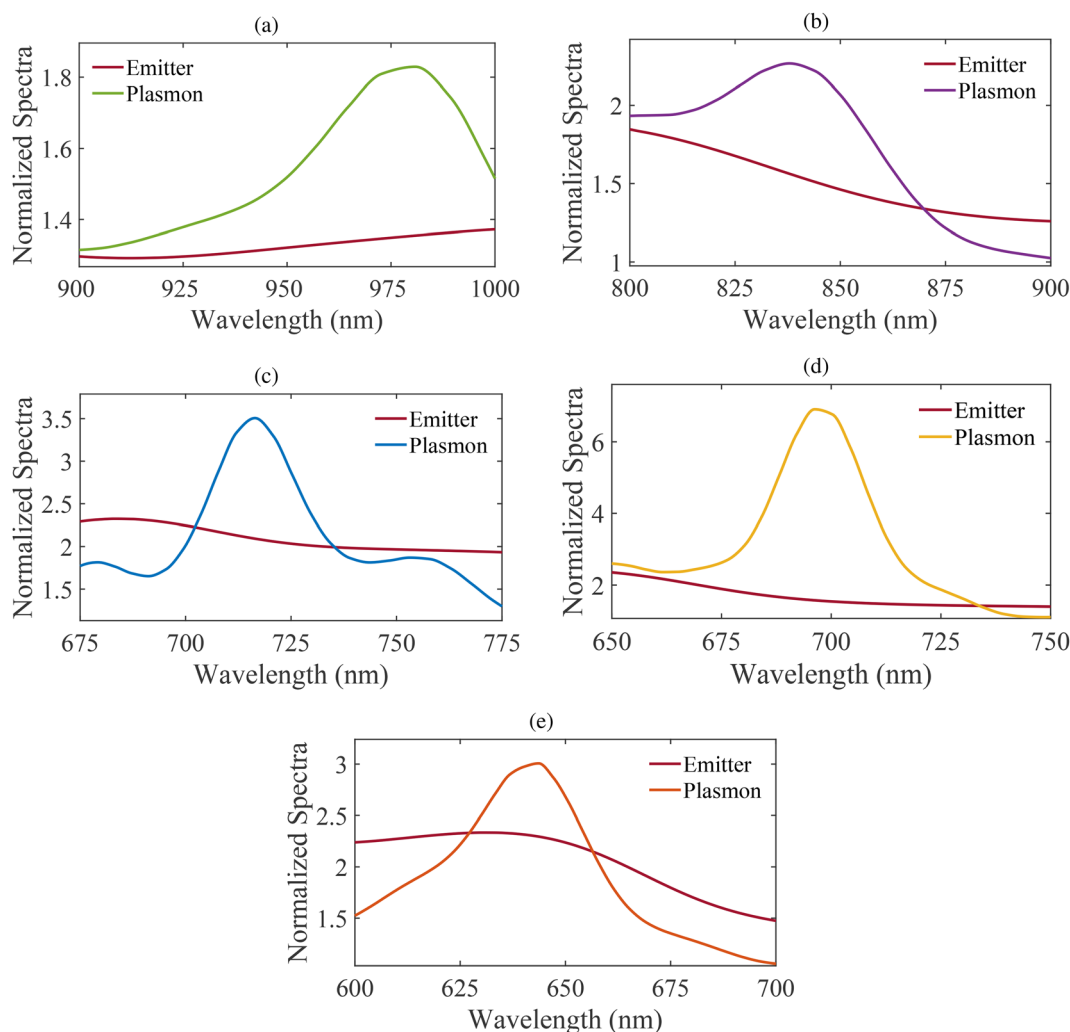 (a)
Normalized Spectra
1.8
1.6
1.4
Emitter
Plasmon
900 925 950 975 1000
Wavelength (nm)
(b)
Normalized Spectra
2
1.5
1
Emitter
Plasmon
800 825 850 875 900
Wavelength (nm)
(c)
Normalized Spectra
3.5
3
2.5
2
1.5
Emitter
Plasmon
675 700 725 750 775
Wavelength (nm)
(d)
Normalized Spectra
6
4
2
Emitter
Plasmon
650 675 700 725 750
Wavelength (nm)
(e)
Normalized Spectra
3
2.5
2
1.5
Emitter
Plasmon
600 625 650 675 700
Wavelength (nm)